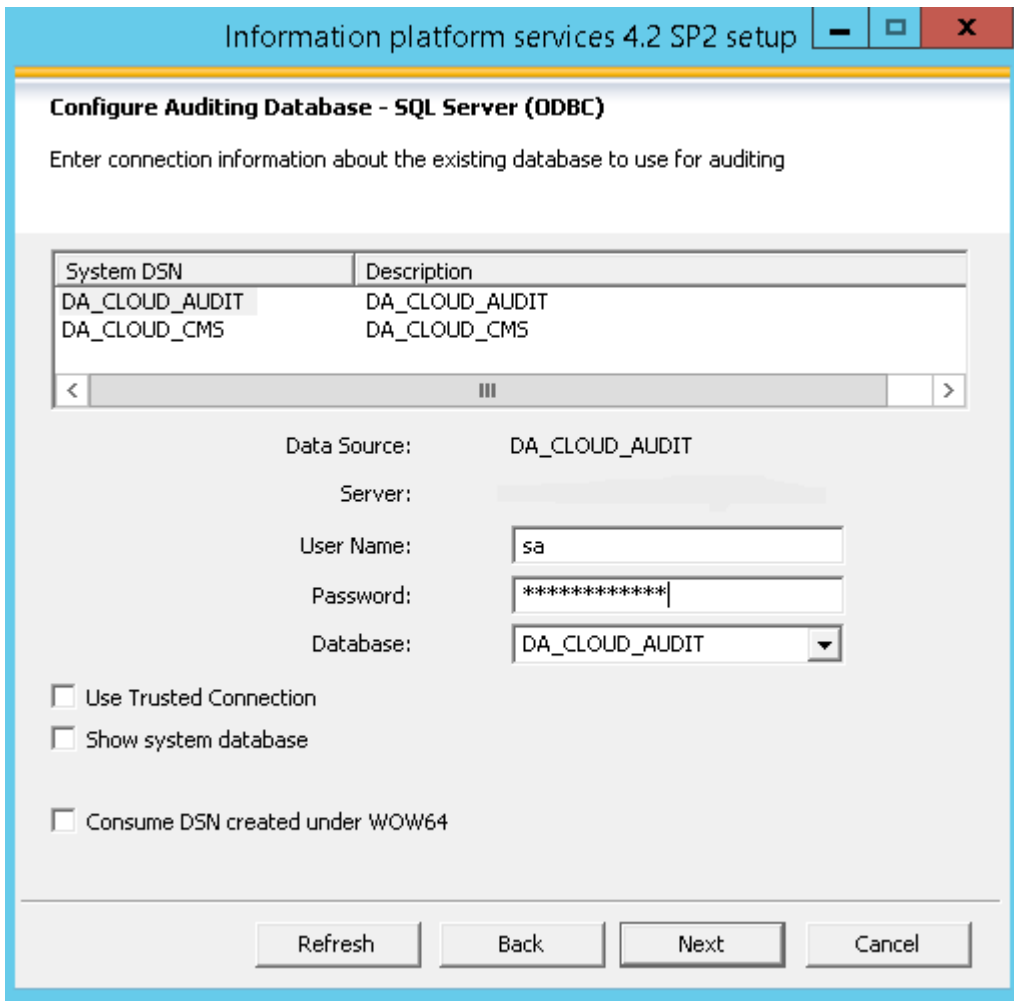 Information platform services 4.2 SP2 setup
Configure Auditing Database - SQL Server (ODBC)
Enter connection information about the existing database to use for auditing
System DSN Description
DA_CLOUD_AUDIT DA_CLOUD_AUDIT
DA_CLOUD_CMS DA_CLOUD_CMS
Data Source: DA_CLOUD_AUDIT
Server:
User Name: sa
Password: ************
Database: DA_CLOUD_AUDIT
Use Trusted Connection
Show system database
Consume DSN created under WOW64
Refresh Back Next Cancel